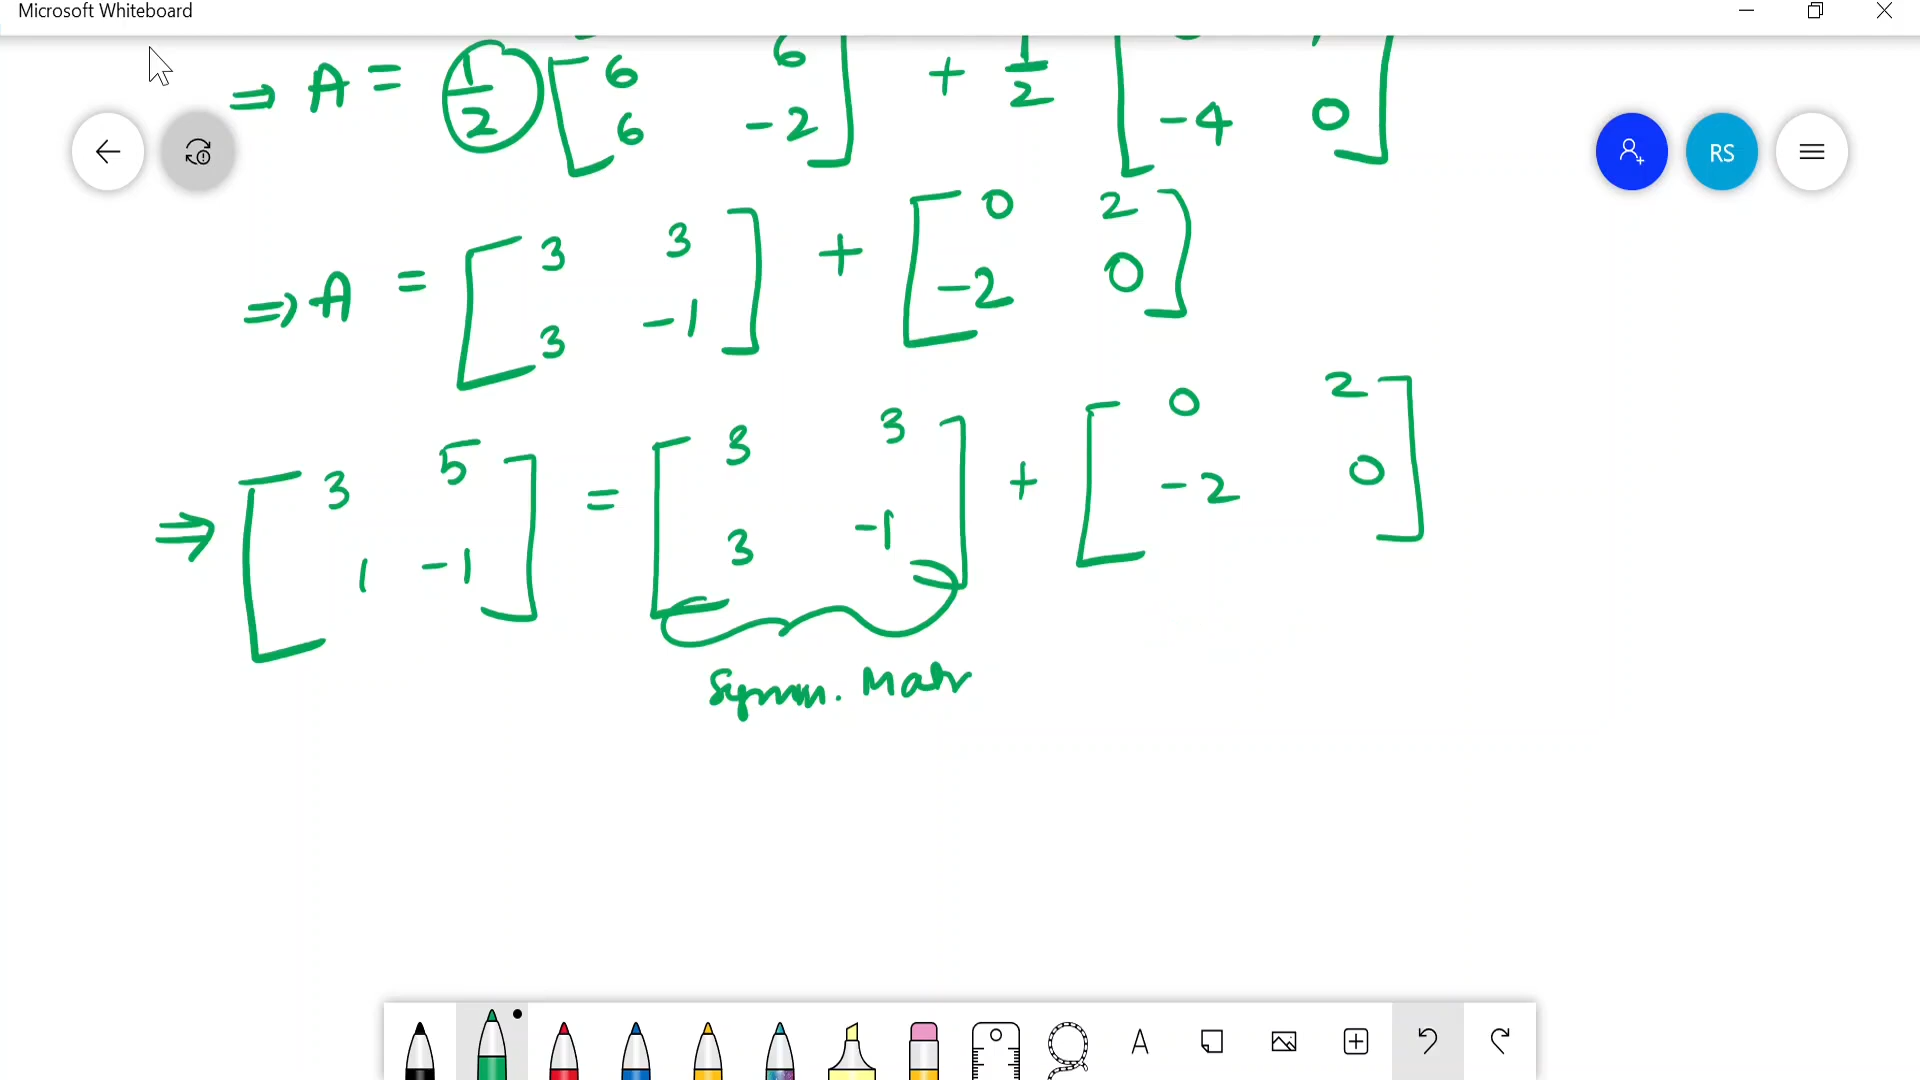 Microsoft Whiteboard
⇒ A = 1/2 [ 6 6
6 -2 ] + 1/2 [
-4 0 ]
RS
⇒ A = [ 3 3
3 -1 ] + [ 0 2
-2 0 ]
⇒ [ 3 5
1 -1 ] = [ 3 3
3 -1 ] + [ 0 2
-2 0 ]
Symm. Matr
A